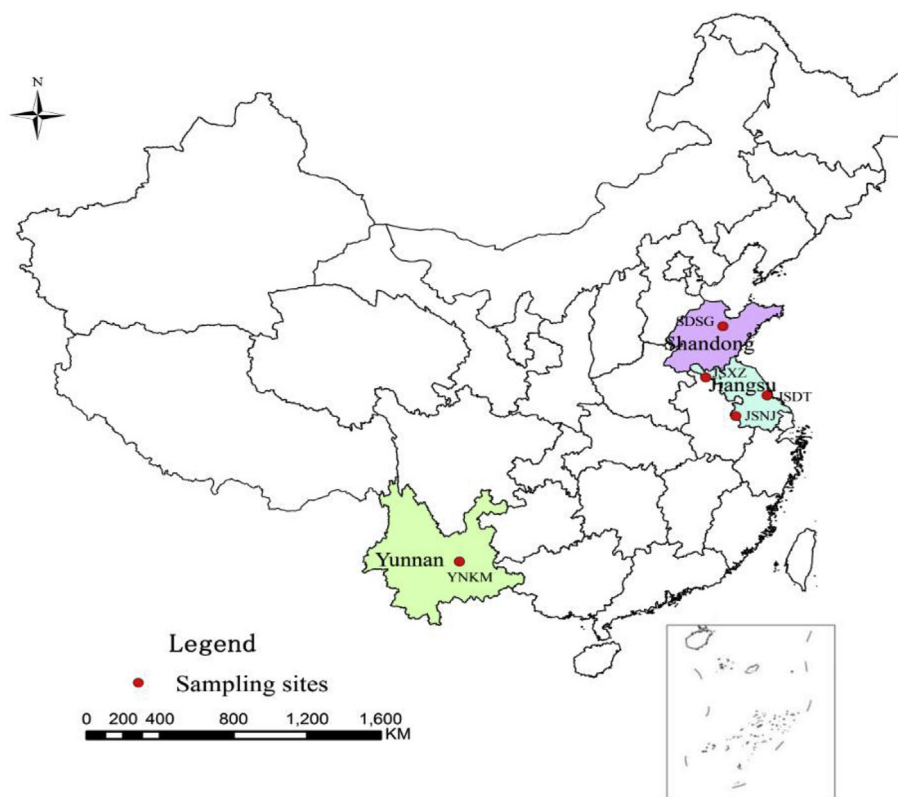 N
SDSG
Shandong
JSXZ
Jiangsu
JSDT
JSNJ
Yunnan
YNKM
Legend
Sampling sites
0 200 400 800 1,200 1,600
KM